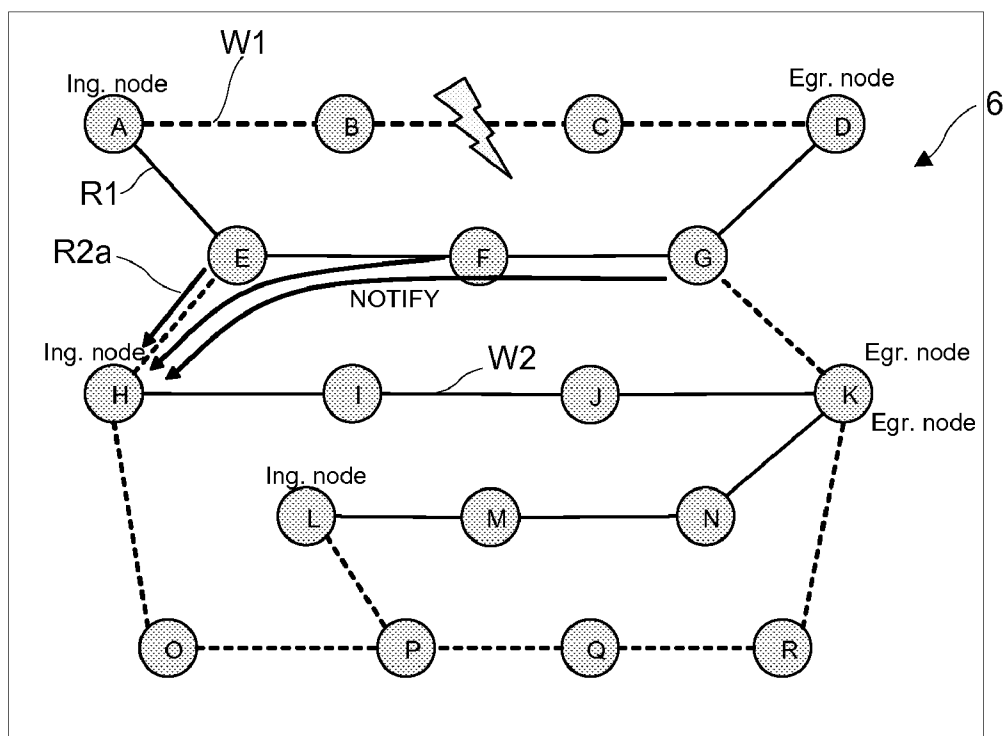 W1
Ing. node
Egr. node
6
A
B
C
D
R1
R2a
E
F
G
NOTIFY
Ing. node
W2
Egr. node
H
I
J
K
Egr. node
Ing. node
L
M
N
O
P
Q
R